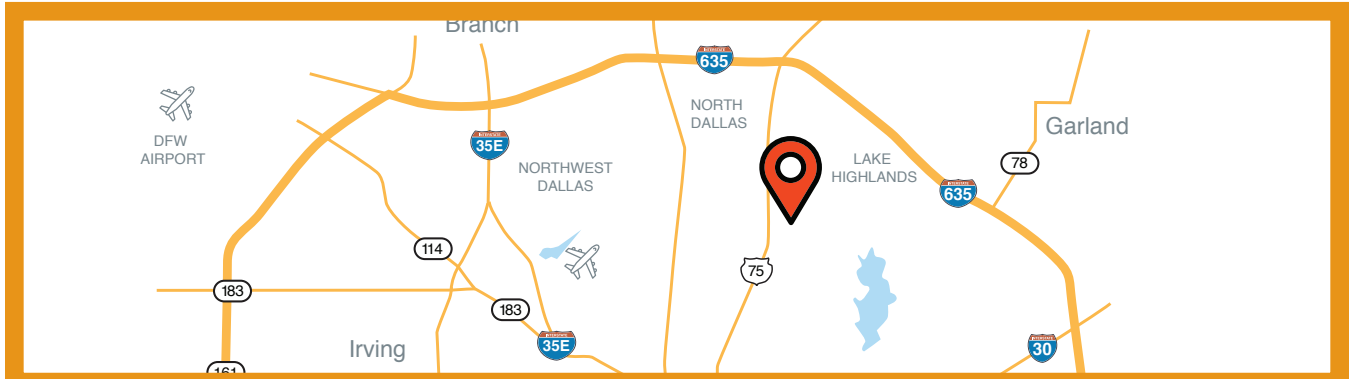 Branch
635
NORTH
DALLAS
DFW
AIRPORT
35E
NORTHWEST
DALLAS
LAKE
HIGHLANDS
Garland
78
635
114
75
183
183
35E
Irving
30
161